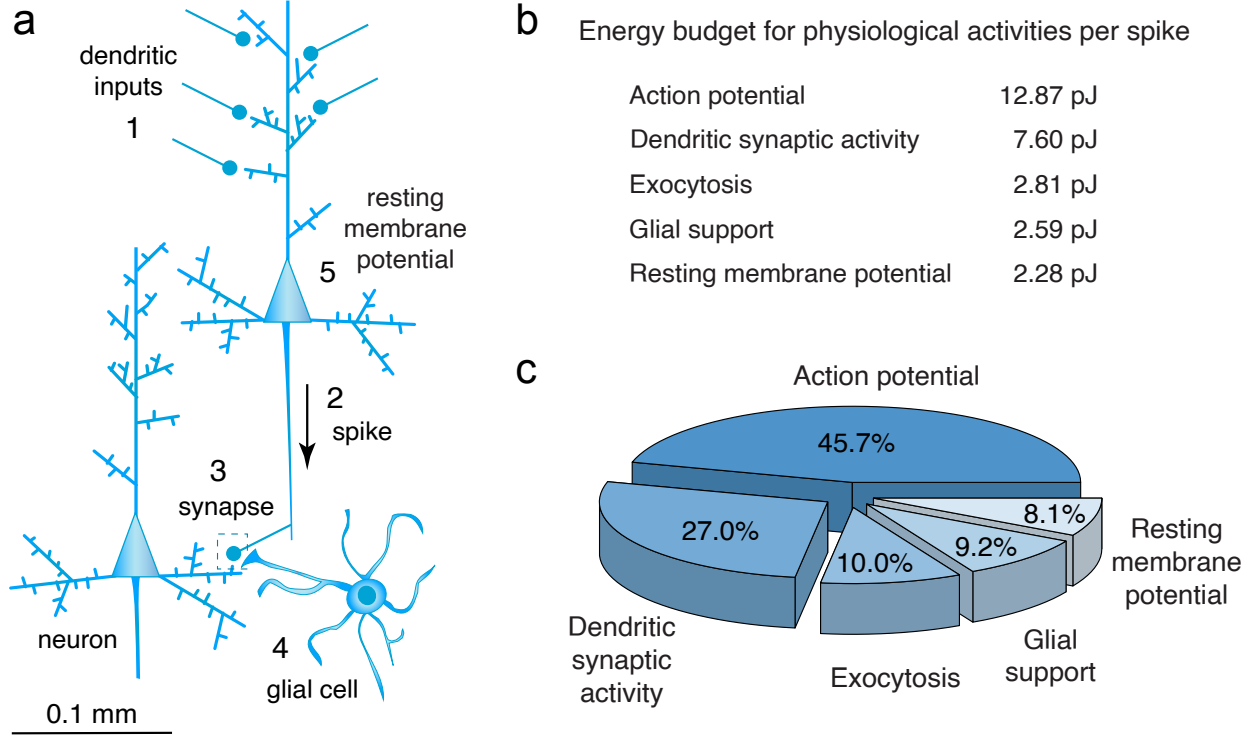 a
dendritic
inputs
1
resting
membrane
potential
5
2
spike
3
synapse
neuron
4
glial cell
0.1 mm
b
Energy budget for physiological activities per spike
Action potential 12.87 pJ
Dendritic synaptic activity 7.60 pJ
Exocytosis 2.81 pJ
Glial support 2.59 pJ
Resting membrane potential 2.28 pJ
c
Action potential
45.7%
27.0%
10.0%
9.2%
8.1%
Resting
membrane
potential
Dendritic
synaptic
activity
Exocytosis
Glial
support